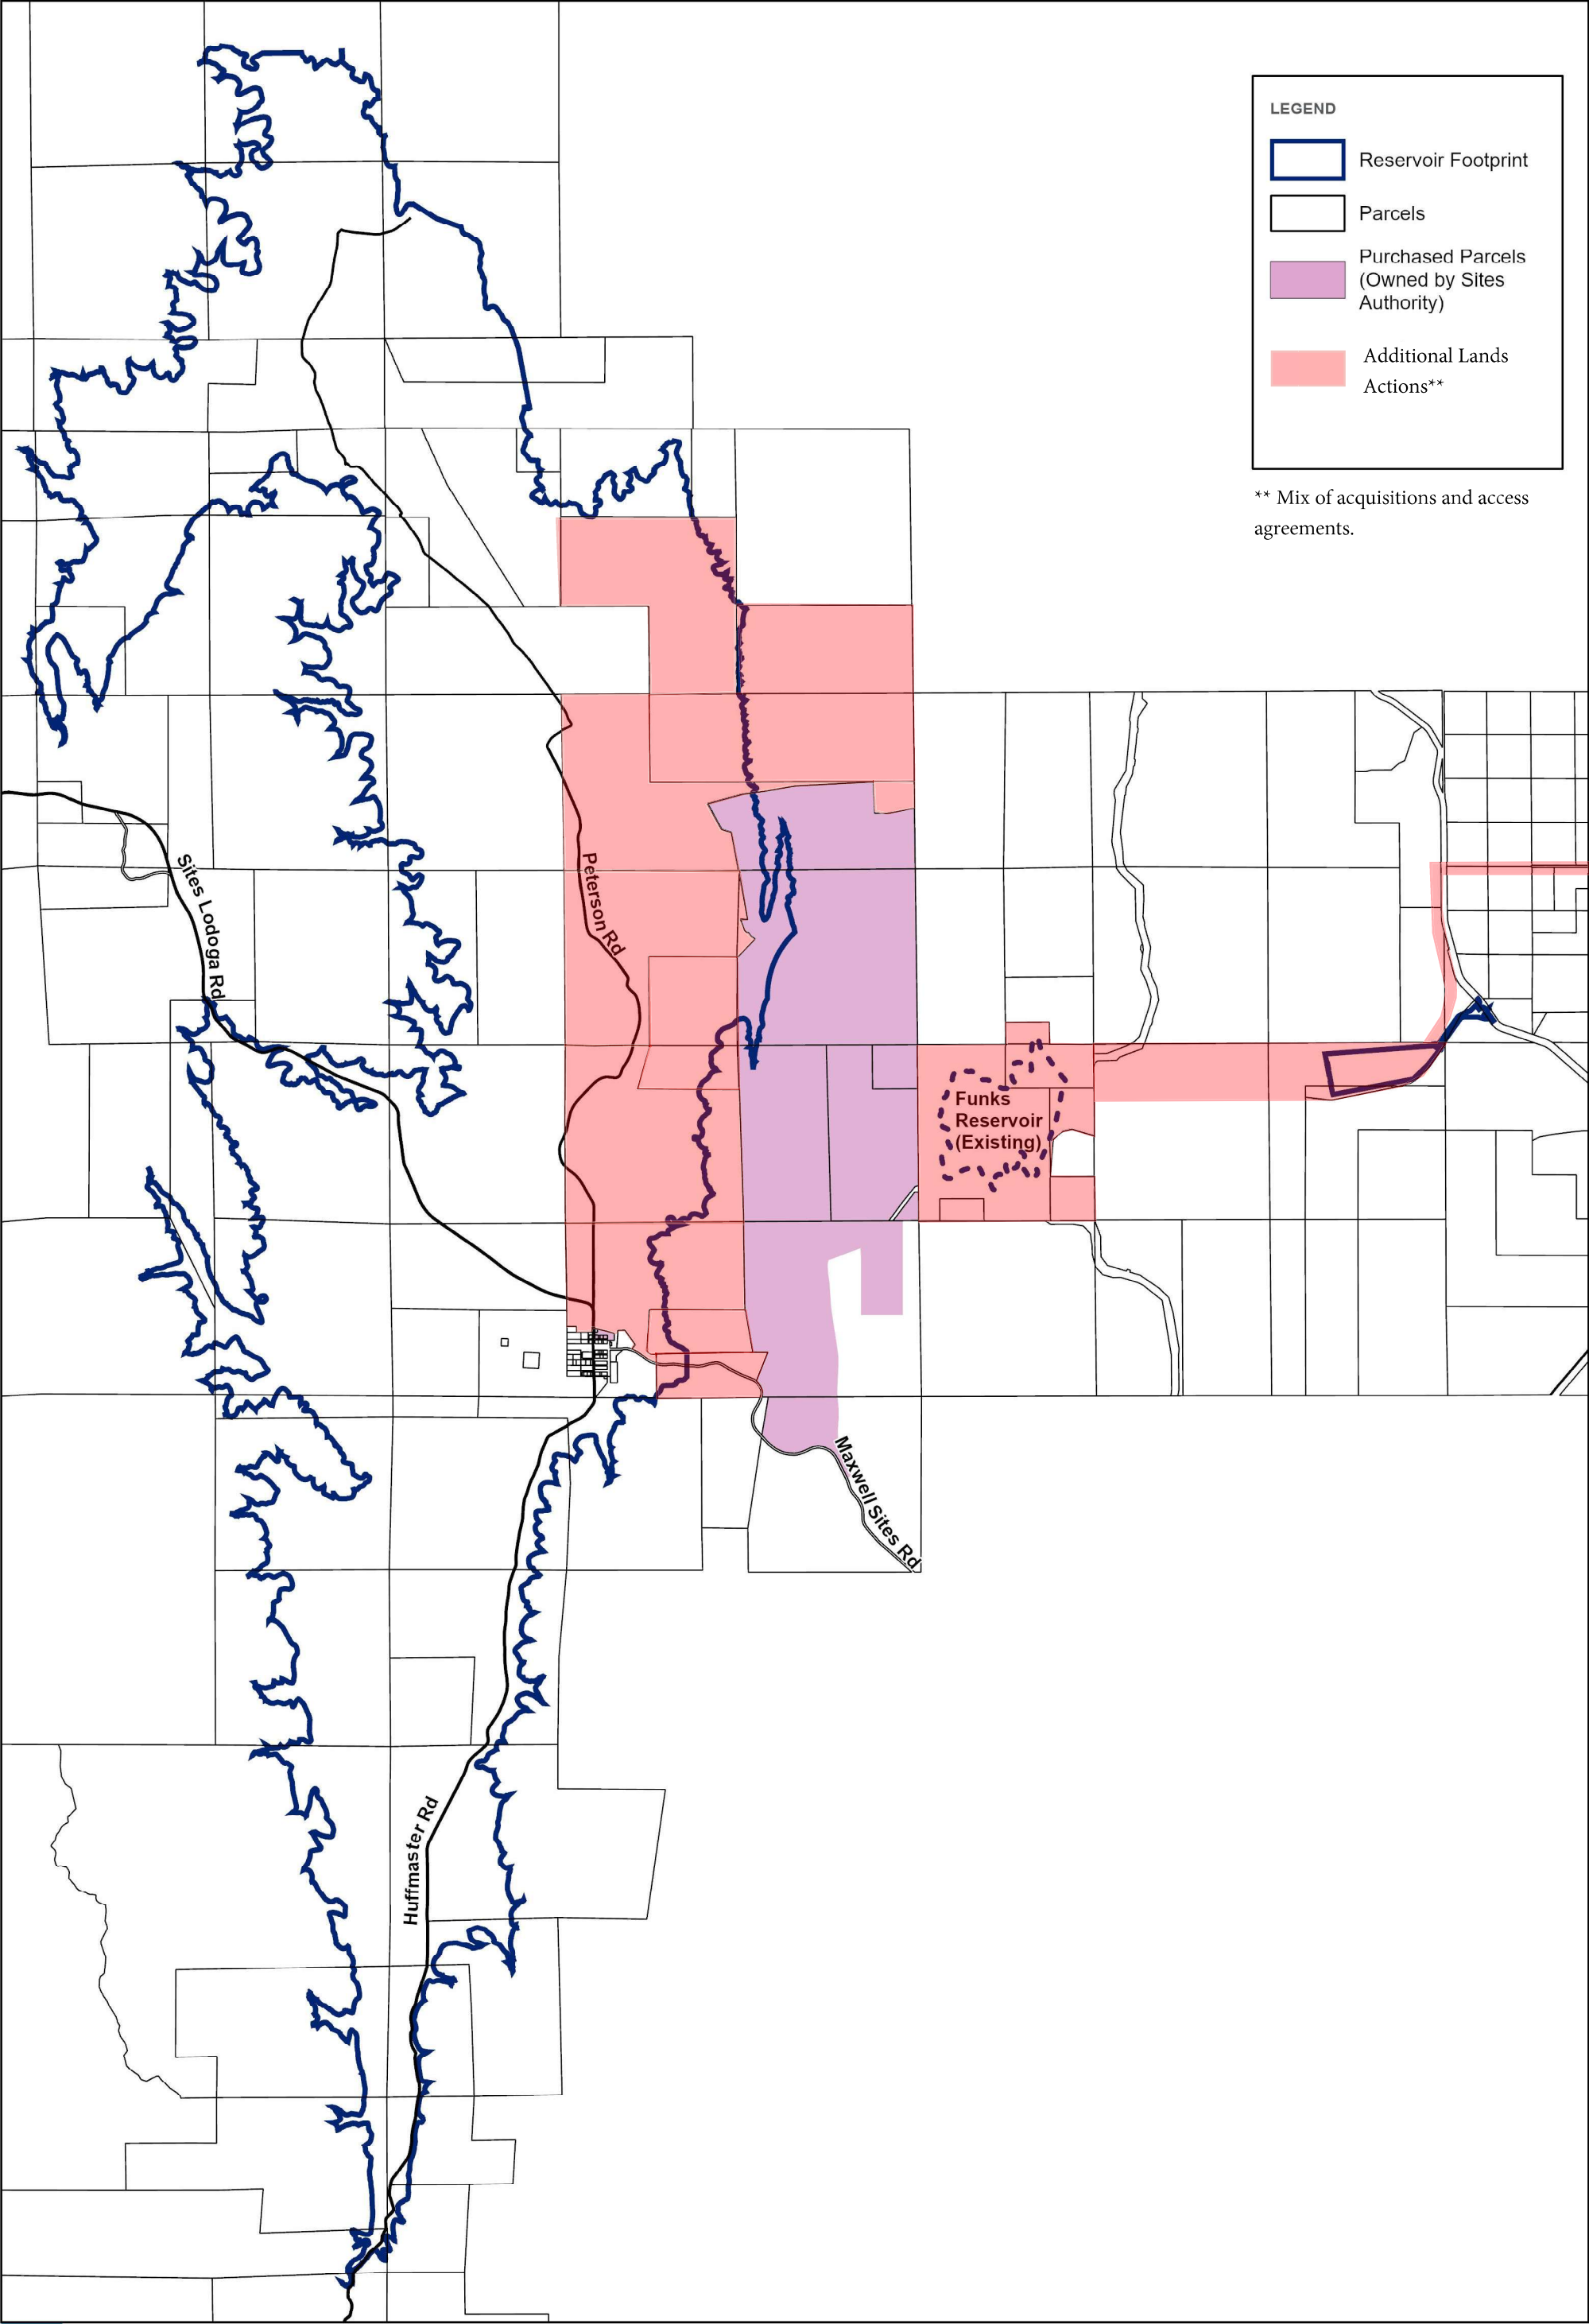 LEGEND
Reservoir Footprint
Parcels
Purchased Parcels
(Owned by Sites
Authority)
Additional Lands
Actions**
** Mix of acquisitions and access
agreements.
Sites Lodoga Rd
Peterson Rd
Funks
Reservoir
(Existing)
Maxwell Sites Rd
Huffmaster Rd